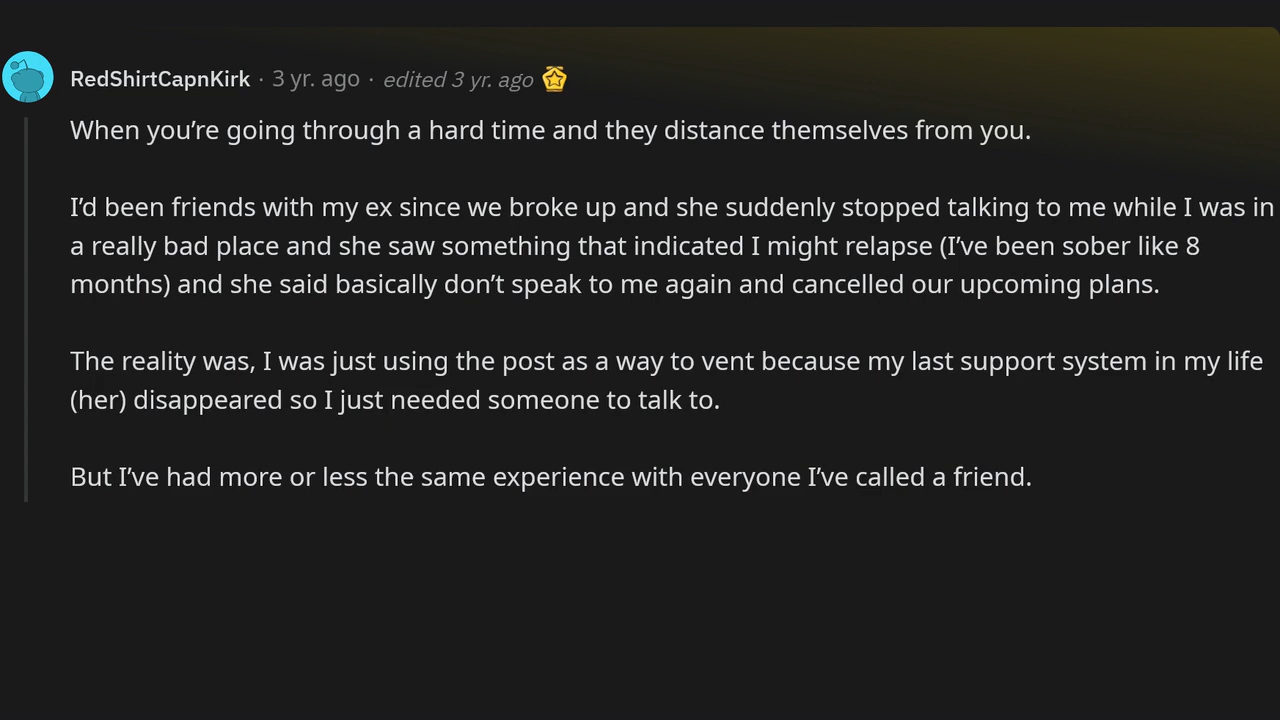 RedShirtCapnKirk · 3 yr. ago · edited 3 yr. ago
When you’re going through a hard time and they distance themselves from you.
I’d been friends with my ex since we broke up and she suddenly stopped talking to me while I was in
a really bad place and she saw something that indicated I might relapse (I’ve been sober like 8
months) and she said basically don’t speak to me again and cancelled our upcoming plans.
The reality was, I was just using the post as a way to vent because my last support system in my life
(her) disappeared so I just needed someone to talk to.
But I’ve had more or less the same experience with everyone I’ve called a friend.